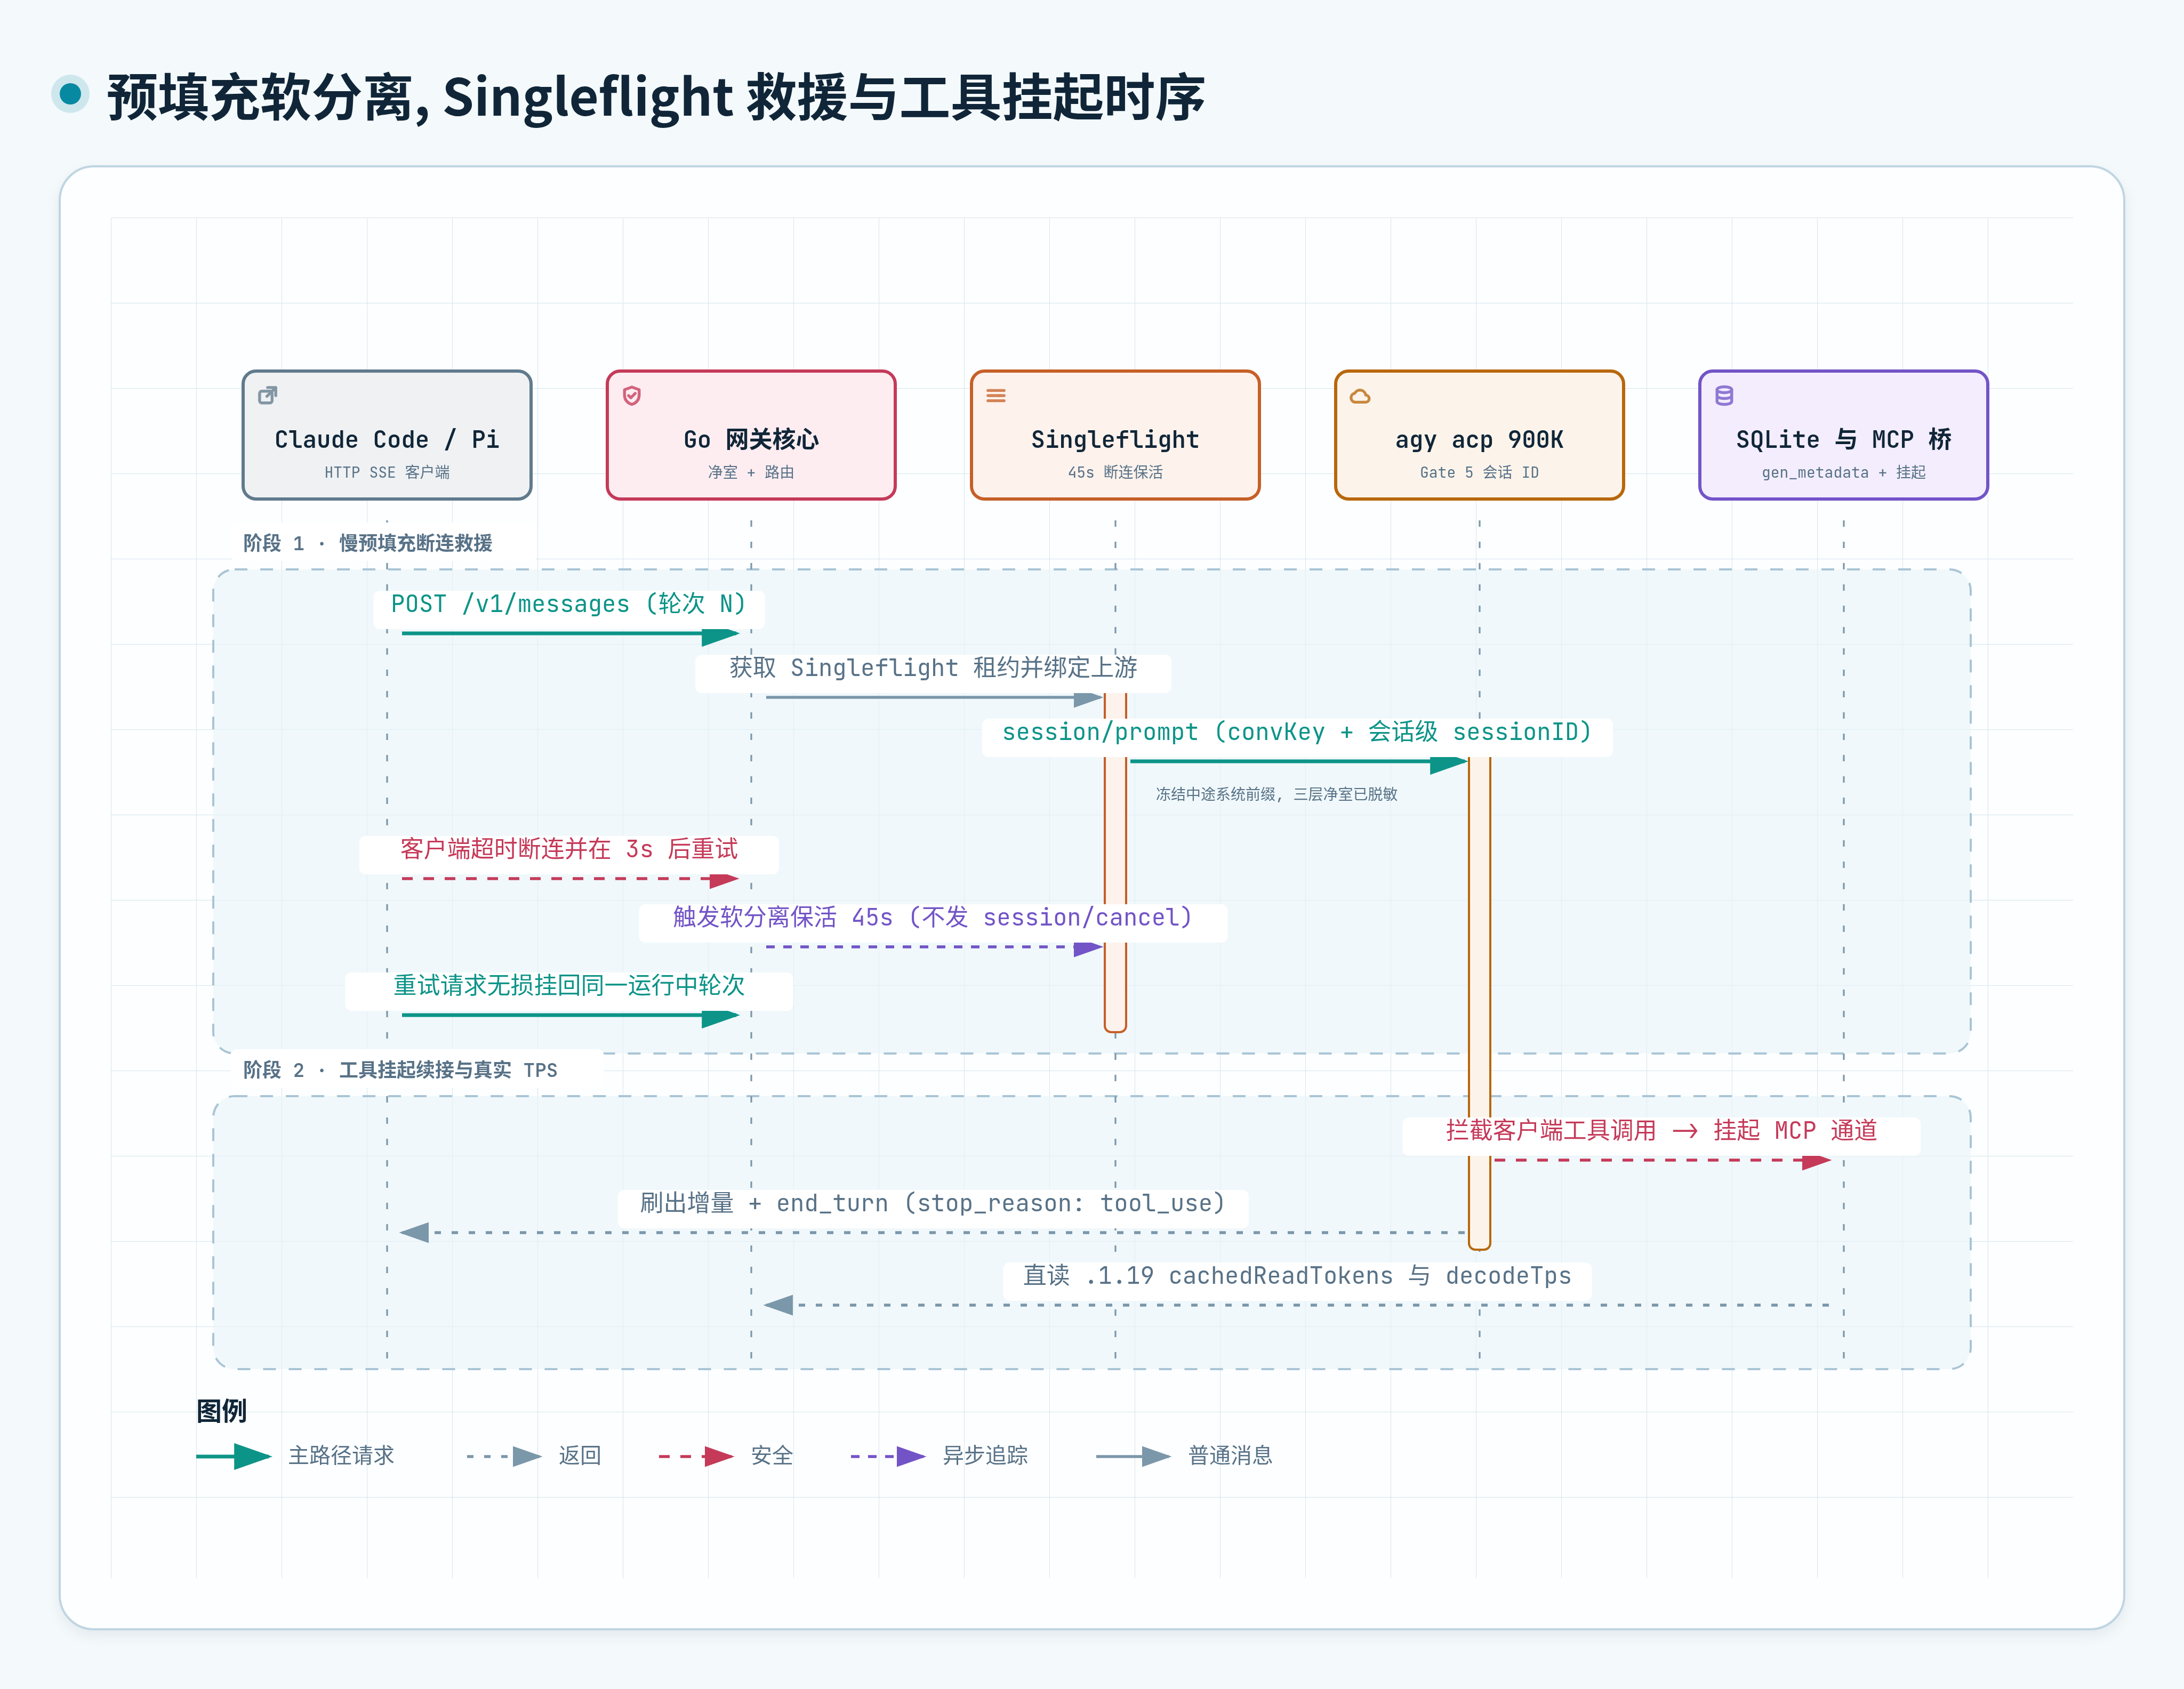 预填充软分离, Singleflight 救援与工具挂起时序
Claude Code / Pi
HTTP SSE 客户端
Go 网关核心
净室 + 路由
Singleflight
45s 断连保活
agy acp 900K
Gate 5 会话 ID
SQLite 与 MCP 桥
gen_metadata + 挂起
阶段 1 · 慢预填充断连救援
POST /v1/messages (轮次 N)
获取 Singleflight 租约并绑定上游
session/prompt (convKey + 会话级 sessionID)
冻结中途系统前缀, 三层净室已脱敏
客户端超时断连并在 3s 后重试
触发软分离保活 45s (不发 session/cancel)
重试请求无损挂回同一运行中轮次
阶段 2 · 工具挂起续接与真实 TPS
拦截客户端工具调用 → 挂起 MCP 通道
刷出增量 + end_turn (stop_reason: tool_use)
直读 .1.19 cachedReadTokens 与 decodeTps
图例
主路径请求
返回
安全
异步追踪
普通消息